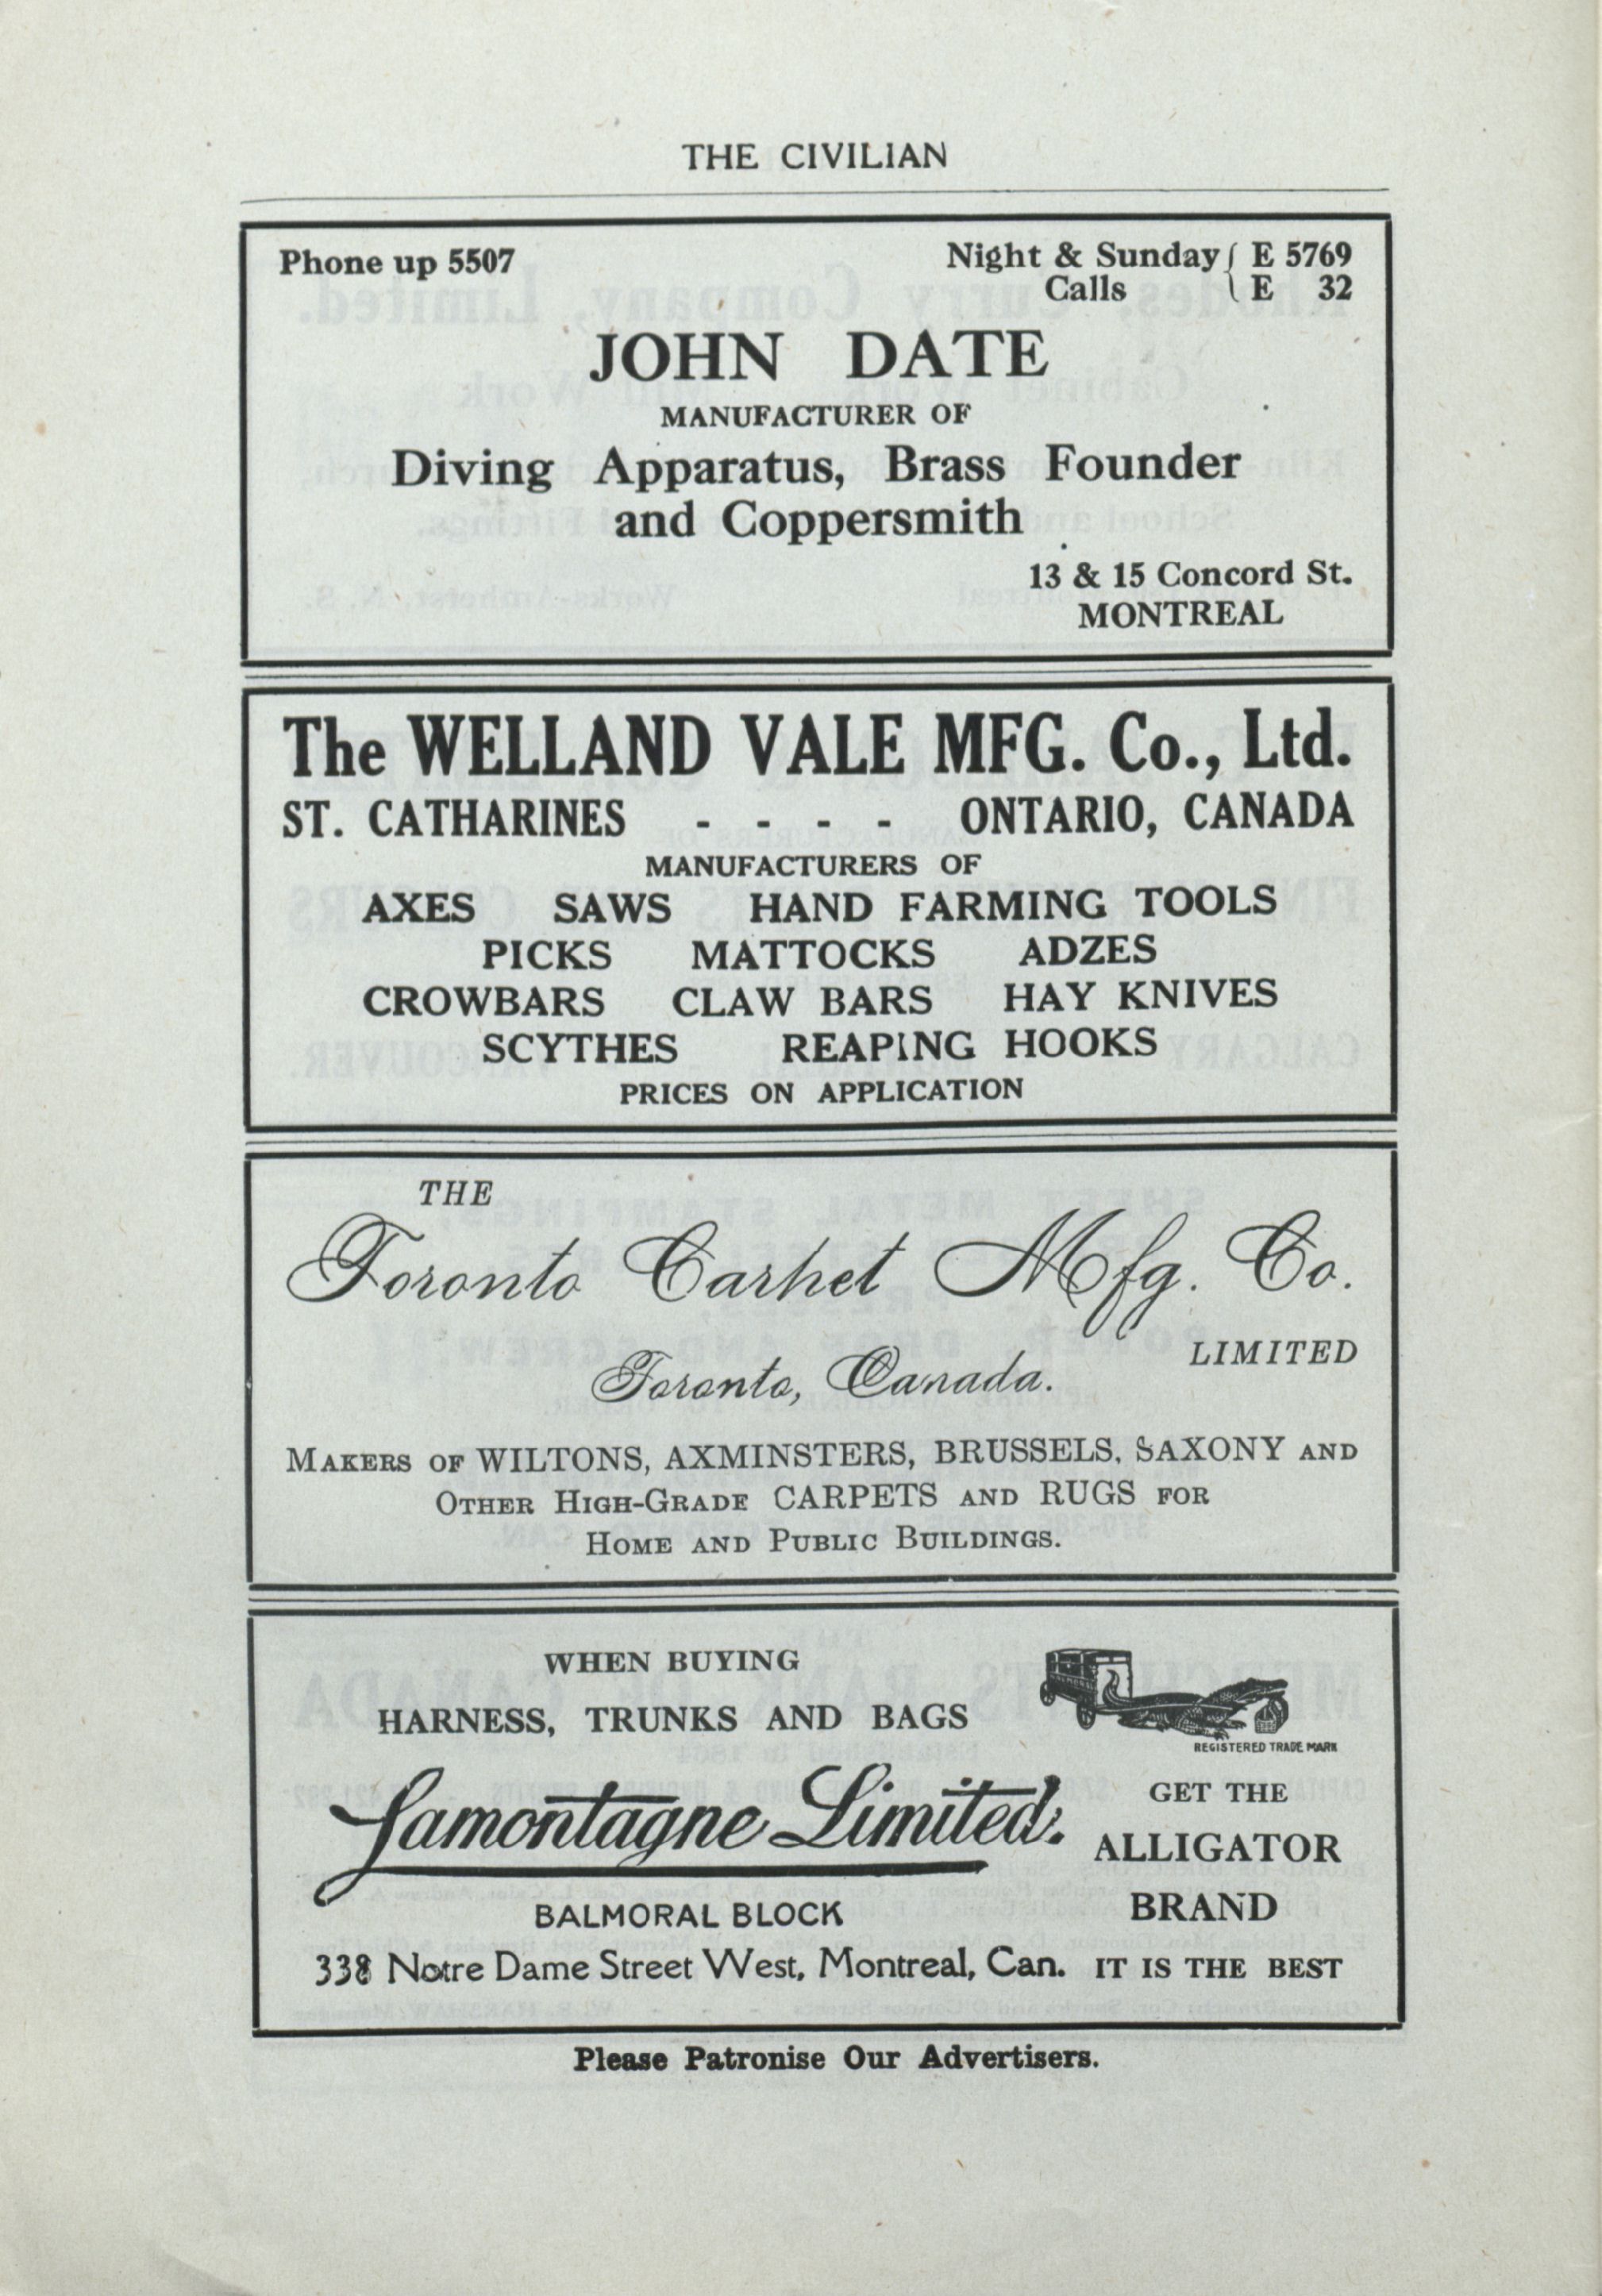 THE CIVILIAN
Phone up 5507
Night & Sunday { E 5769
Calls { E 32
JOHN DATE
MANUFACTURER OF
Diving Apparatus, Brass Founder
and Coppersmith
13 & 15 Concord St.
MONTREAL
The WELLAND VALE MFG. Co., Ltd.
ST. CATHARINES - - - - ONTARIO, CANADA
MANUFACTURERS OF
AXES SAWS HAND FARMING TOOLS
PICKS MATTOCKS ADZES
CROWBARS CLAW BARS HAY KNIVES
SCYTHES REAPING HOOKS
PRICES ON APPLICATION
THE
Toronto Carpet Mfg. Co.
LIMITED
Toronto, Canada.
MAKERS OF WILTONS, AXMINSTERS, BRUSSELS, SAXONY AND
OTHER HIGH-GRADE CARPETS AND RUGS FOR
HOME AND PUBLIC BUILDINGS.
WHEN BUYING
HARNESS, TRUNKS AND BAGS
REGISTERED TRADE MARK
Lamontagne Limited.
BALMORAL BLOCK
338 Notre Dame Street West, Montreal, Can.
GET THE
ALLIGATOR
BRAND
IT IS THE BEST
Please Patronise Our Advertisers.